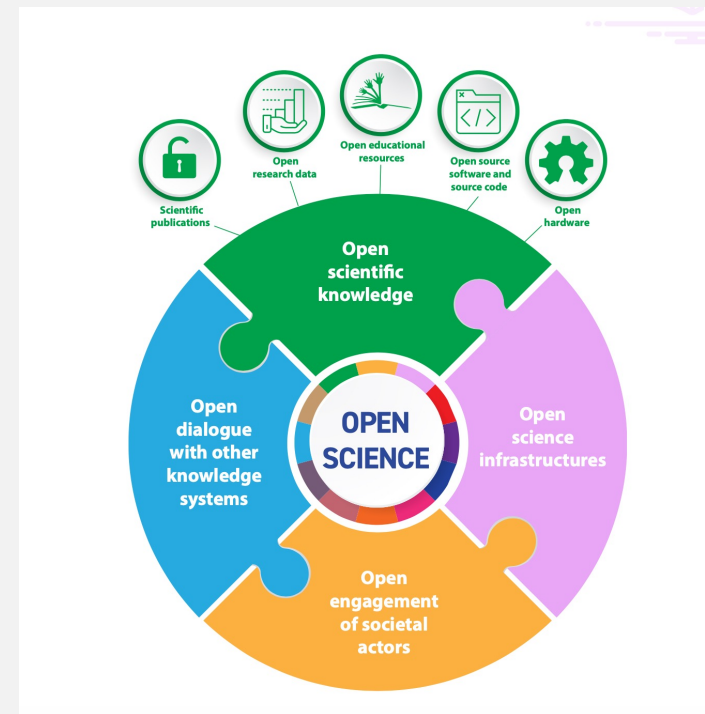 Scientific
publications
Open
research data
Open educational
resources
Open source
software and
source code
Open
hardware
Open
scientific
knowledge
Open
dialogue
with other
knowledge
systems
OPEN
SCIENCE
Open
science
infrastructures
Open
engagement
of societal
actors